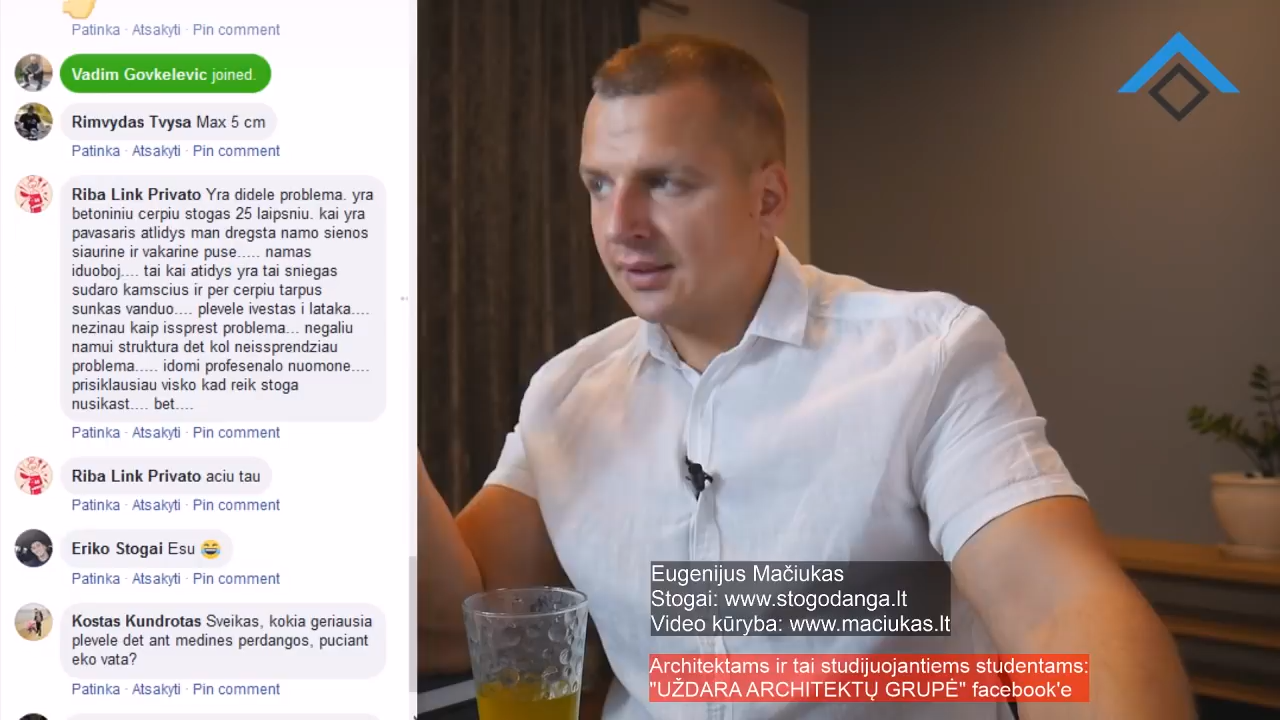 Patinka · Atsakyti · Pin comment
Vadim Govkelevic joined.
Rimvydas Tvysa Max 5 cm
Patinka · Atsakyti · Pin comment
Riba Link Privato Yra didele problema. yra
betoniniu cerpiu stogas 25 laipsniu. kai yra
pavasaris atlidys man dregsta namo sienos
siaurine ir vakarine puse..... namas
iduoboj.... tai kai atidys yra tai sniegas
sudaro kamscius ir per cerpiu tarpus
sunkas vanduo.... plevele ivestas i lataka....
nezinau kaip issprest problema... negaliu
namui struktura det kol neissprendziau
problema..... idomi profesenalo nuomone....
prisiklausiau visko kad reik stoga
nusikast.... bet....
Patinka · Atsakyti · Pin comment
Riba Link Privato aciu tau
Patinka · Atsakyti · Pin comment
Eriko Stogai Esu 😂
Patinka · Atsakyti · Pin comment
Kostas Kundrotas Sveikas, kokia geriausia
plevele det ant medines perdangos, puciant
eko vata?
Patinka · Atsakyti · Pin comment
Eugenijus Mačiukas
Stogai: www.stogodanga.lt
Video kūryba: www.maciukas.lt
Architektams ir tai studijuojantiems studentams:
"UŽDARA ARCHITEKTŲ GRUPĖ" facebook'e